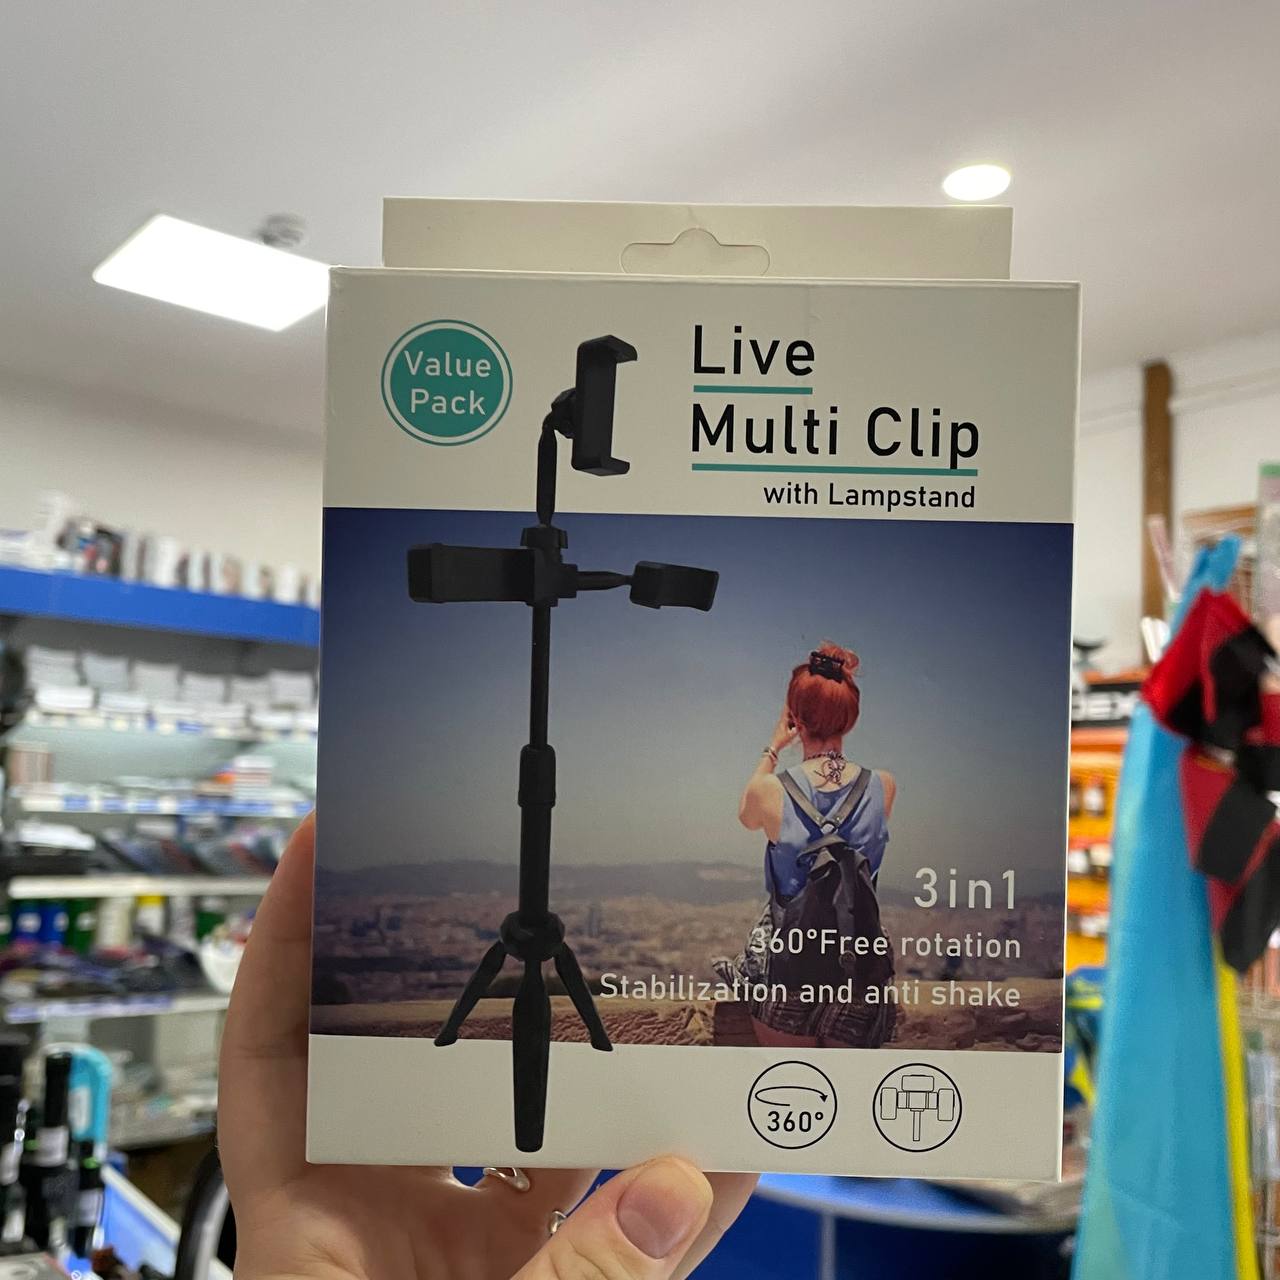 Value
Pack
Live
Multi Clip
with Lampstand
3in1
360°Free rotation
Stabilization and anti shake
360°